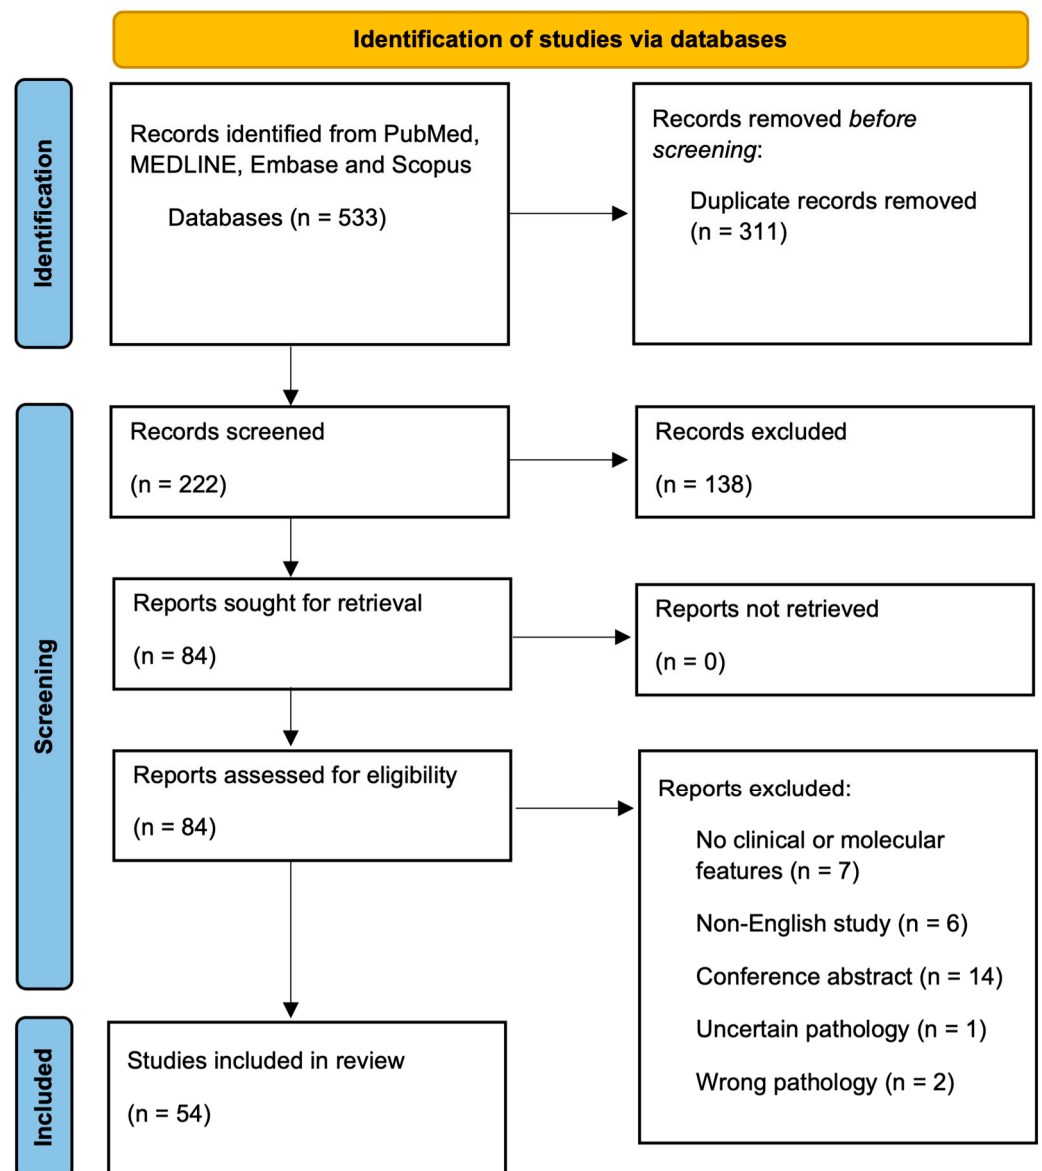 Identification of studies via databases
Identification
Records identified from PubMed,
MEDLINE, Embase and Scopus
Databases (n = 533)
Records removed before
screening:
Duplicate records removed
(n = 311)
Screening
Records screened
(n = 222)
Records excluded
(n = 138)
Reports sought for retrieval
(n = 84)
Reports not retrieved
(n = 0)
Reports assessed for eligibility
(n = 84)
Reports excluded:
No clinical or molecular
features (n = 7)
Non-English study (n = 6)
Conference abstract (n = 14)
Uncertain pathology (n = 1)
Wrong pathology (n = 2)
Included
Studies included in review
(n = 54)